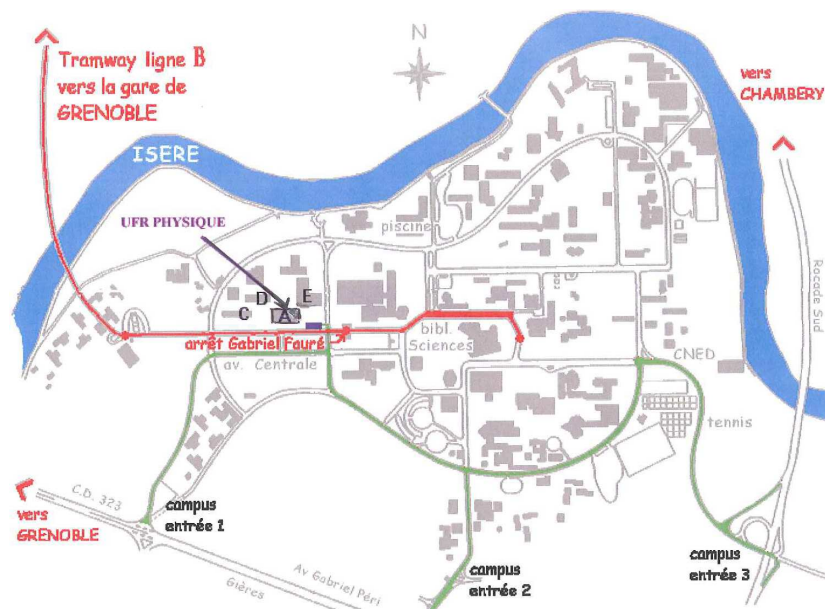 N
Tramway ligne B
vers la gare de
GRENOBLE
vers
CHAMBERY
ISERE
UFR PHYSIQUE
piscine
Rocade Sud
D
E
C
A
arrêt Gabriel Fauré
bibl.
Sciences
av. Centrale
CNED
tennis
C.D. 323
vers
GRENOBLE
campus
entrée 1
Gières
Av Gabriel Péri
campus
entrée 2
campus
entrée 3